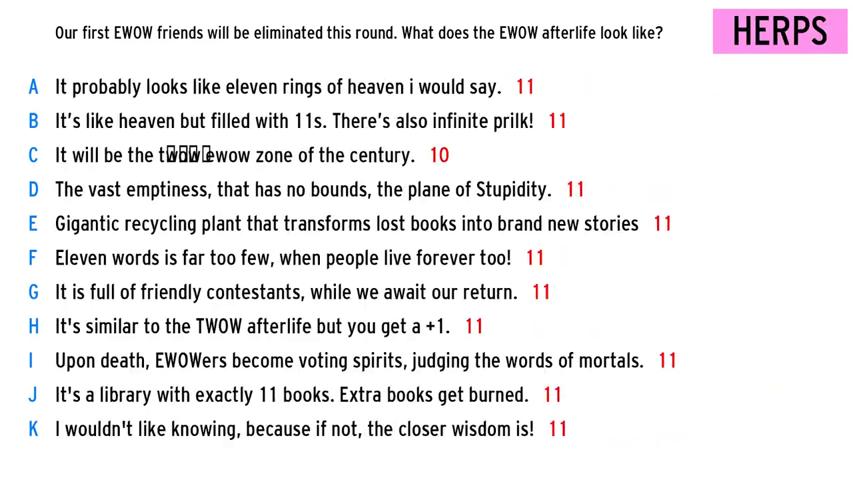 Our first EWOW friends will be eliminated this round. What does the EWOW afterlife look like? HERPS
A It probably looks like eleven rings of heaven i would say. 11
B It's like heaven but filled with 11s. There's also infinite prilk! 11
C It will be the twow ewow zone of the century. 10
D The vast emptiness, that has no bounds, the plane of Stupidity. 11
E Gigantic recycling plant that transforms lost books into brand new stories 11
F Eleven words is far too few, when people live forever too! 11
G It is full of friendly contestants, while we await our return. 11
H It's similar to the TWOW afterlife but you get a +1. 11
I Upon death, EWOWers become voting spirits, judging the words of mortals. 11
J It's a library with exactly 11 books. Extra books get burned. 11
K I wouldn't like knowing, because if not, the closer wisdom is! 11